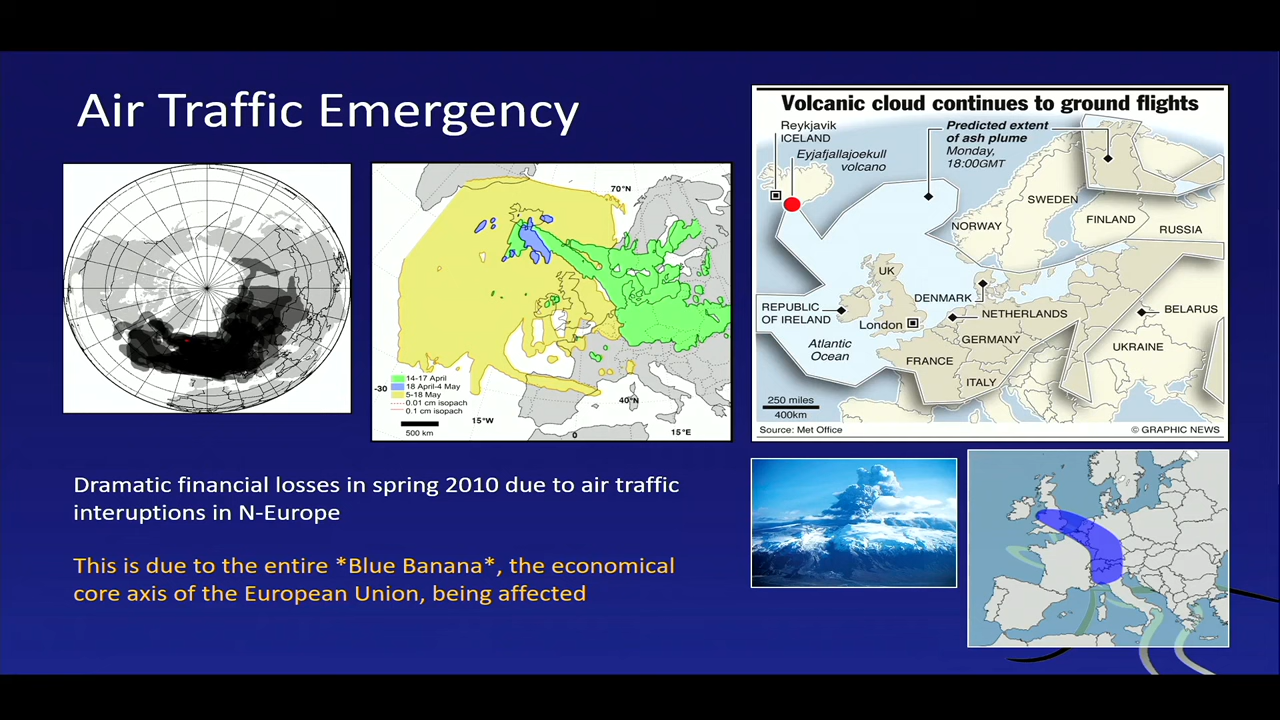 Air Traffic Emergency
70°N
-30
14-17 April
18 April-4 May
5-18 May
0.01 cm isopach
0.1 cm isopach
500 km
15°W
0
40°N
15°E
Volcanic cloud continues to ground flights
Reykjavik
ICELAND
Eyjafjallajoekull
volcano
Predicted extent
of ash plume
Monday,
18:00GMT
SWEDEN
NORWAY
FINLAND
RUSSIA
UK
REPUBLIC
OF IRELAND
DENMARK
NETHERLANDS
BELARUS
London
Atlantic
Ocean
GERMANY
UKRAINE
FRANCE
ITALY
250 miles
400km
Source: Met Office
© GRAPHIC NEWS
Dramatic financial losses in spring 2010 due to air traffic
interuptions in N-Europe
This is due to the entire *Blue Banana*, the economical
core axis of the European Union, being affected